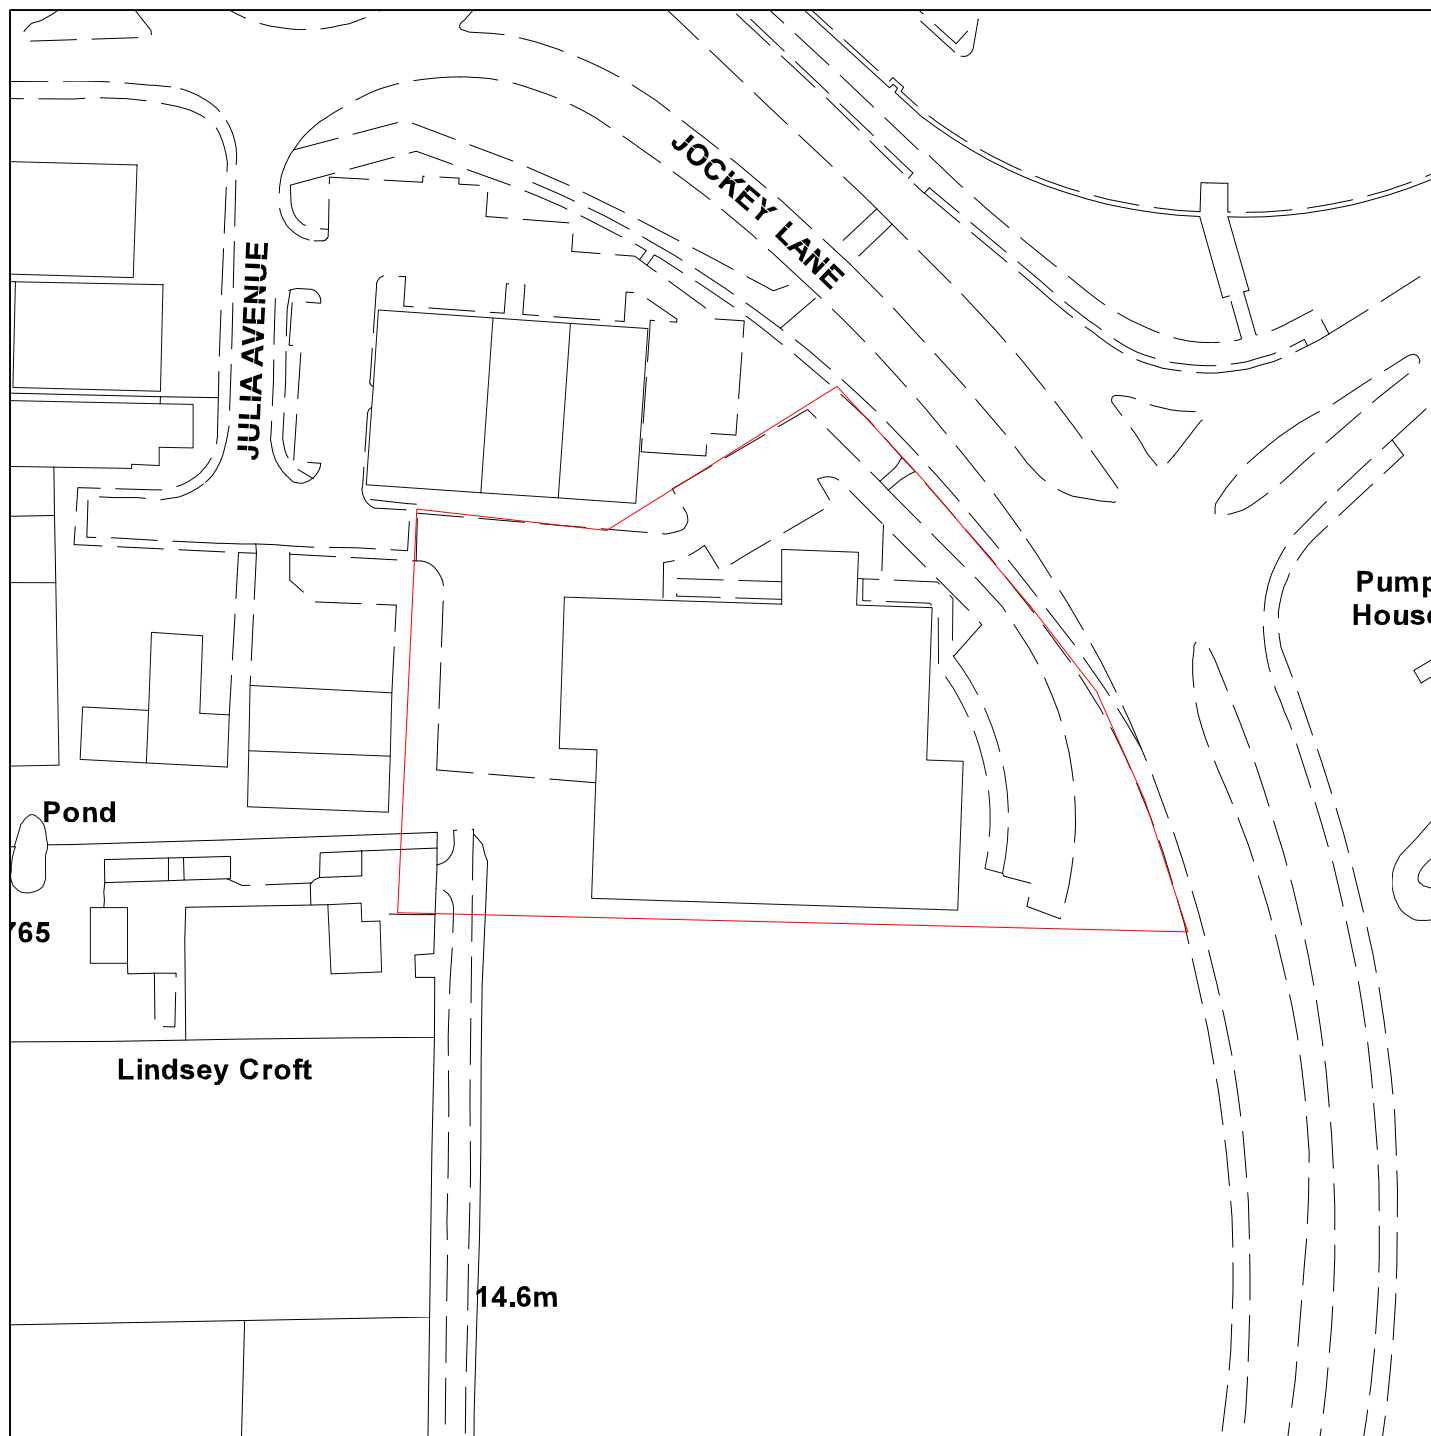 JOCKEY LANE
JULIA AVENUE
Pump
House
Pond
765
Lindsey Croft
14.6m